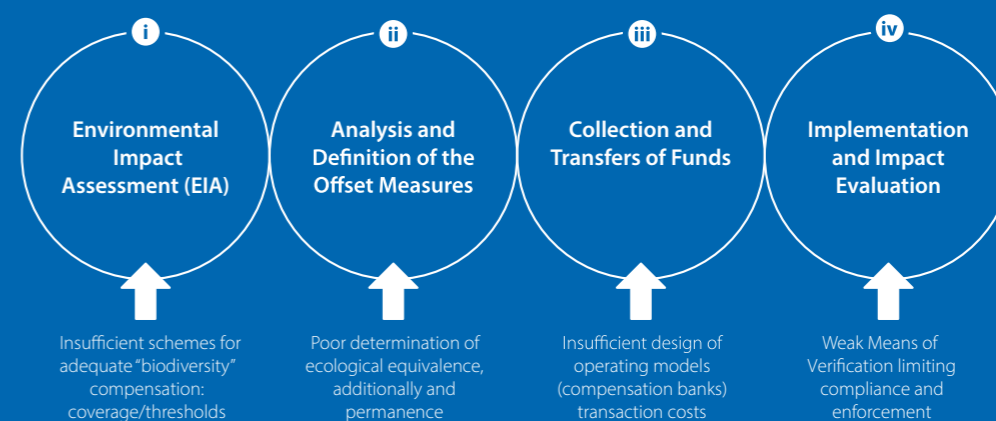 i
Environmental
Impact
Assessment (EIA)
Insufficient schemes for
adequate “biodiversity”
compensation:
coverage/thresholds
ii
Analysis and
Definition of the
Offset Measures
Poor determination of
ecological equivalence,
additionally and
permanence
iii
Collection and
Transfers of Funds
Insufficient design of
operating models
(compensation banks)
transaction costs
iv
Implementation
and Impact
Evaluation
Weak Means of
Verification limiting
compliance and
enforcement